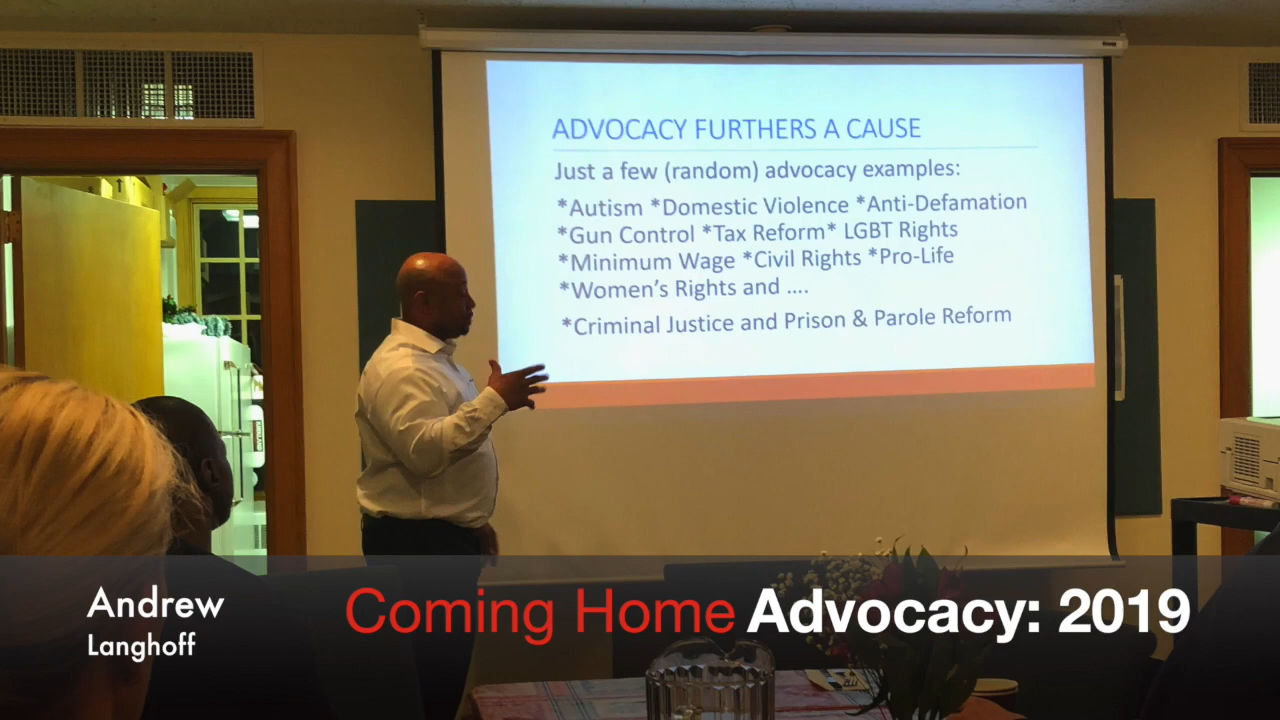 ADVOCACY FURTHERS A CAUSE
Just a few (random) advocacy examples:
*Autism *Domestic Violence *Anti-Defamation
*Gun Control *Tax Reform* LGBT Rights
*Minimum Wage *Civil Rights *Pro-Life
*Women's Rights and ....
*Criminal Justice and Prison & Parole Reform
Andrew
Langhoff
Coming Home Advocacy: 2019